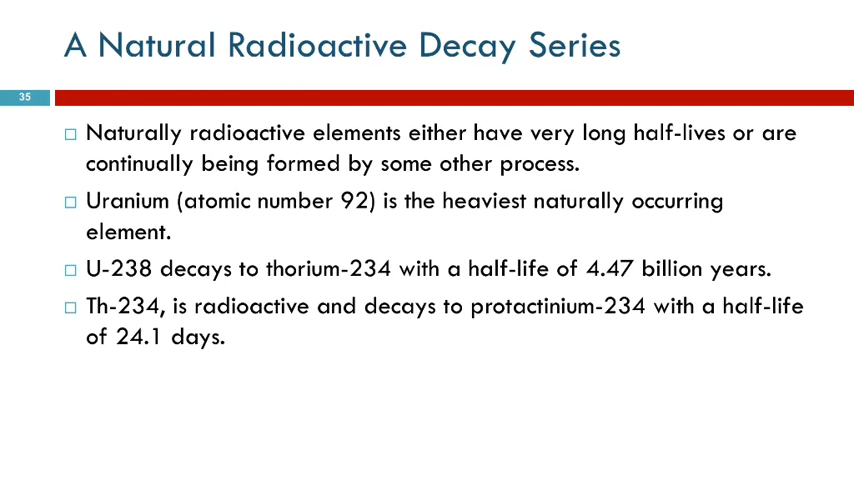 A Natural Radioactive Decay Series
35
Naturally radioactive elements either have very long half-lives or are
continually being formed by some other process.
Uranium (atomic number 92) is the heaviest naturally occurring
element.
U-238 decays to thorium-234 with a half-life of 4.47 billion years.
Th-234, is radioactive and decays to protactinium-234 with a half-life
of 24.1 days.